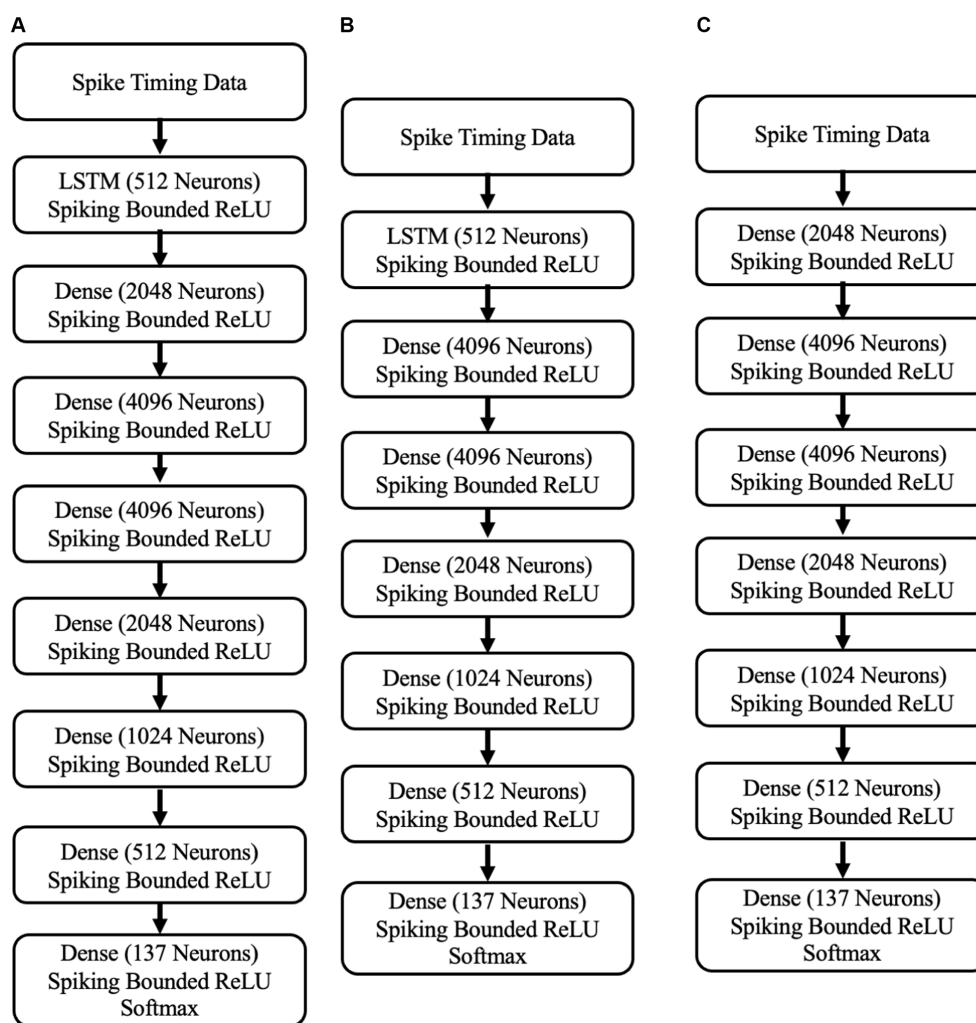 A
Spike Timing Data
LSTM (512 Neurons)
Spiking Bounded ReLU
Dense (2048 Neurons)
Spiking Bounded ReLU
Dense (4096 Neurons)
Spiking Bounded ReLU
Dense (4096 Neurons)
Spiking Bounded ReLU
Dense (2048 Neurons)
Spiking Bounded ReLU
Dense (1024 Neurons)
Spiking Bounded ReLU
Dense (512 Neurons)
Spiking Bounded ReLU
Dense (137 Neurons)
Spiking Bounded ReLU
Softmax
B
Spike Timing Data
LSTM (512 Neurons)
Spiking Bounded ReLU
Dense (4096 Neurons)
Spiking Bounded ReLU
Dense (4096 Neurons)
Spiking Bounded ReLU
Dense (2048 Neurons)
Spiking Bounded ReLU
Dense (1024 Neurons)
Spiking Bounded ReLU
Dense (512 Neurons)
Spiking Bounded ReLU
Dense (137 Neurons)
Spiking Bounded ReLU
Softmax
C
Spike Timing Data
Dense (2048 Neurons)
Spiking Bounded ReLU
Dense (4096 Neurons)
Spiking Bounded ReLU
Dense (4096 Neurons)
Spiking Bounded ReLU
Dense (2048 Neurons)
Spiking Bounded ReLU
Dense (1024 Neurons)
Spiking Bounded ReLU
Dense (512 Neurons)
Spiking Bounded ReLU
Dense (137 Neurons)
Spiking Bounded ReLU
Softmax